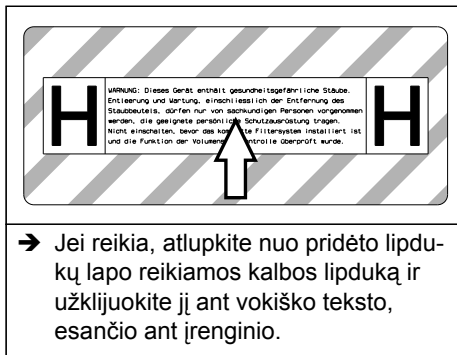 H
WARNUNG: Dieses Gerät enthält gesundheitsgefährliche Stäube.
Entleerung und Wartung, einschliesslich der Entfernung des
Staubbeutels, dürfen nur von sachkundigen Personen vorgenommen
werden, die geeignete persönliche Schutzausrüstung tragen.
Nicht einschalten, bevor das Filtersystem installiert ist
und die Funktion der überprüft wurde.
H
➔ Jei reikia, atlupkite nuo pridėto lipdu-
kų lapo reikiamos kalbos lipduką ir
užklijuokite jį ant vokiško teksto,
esančio ant įrenginio.